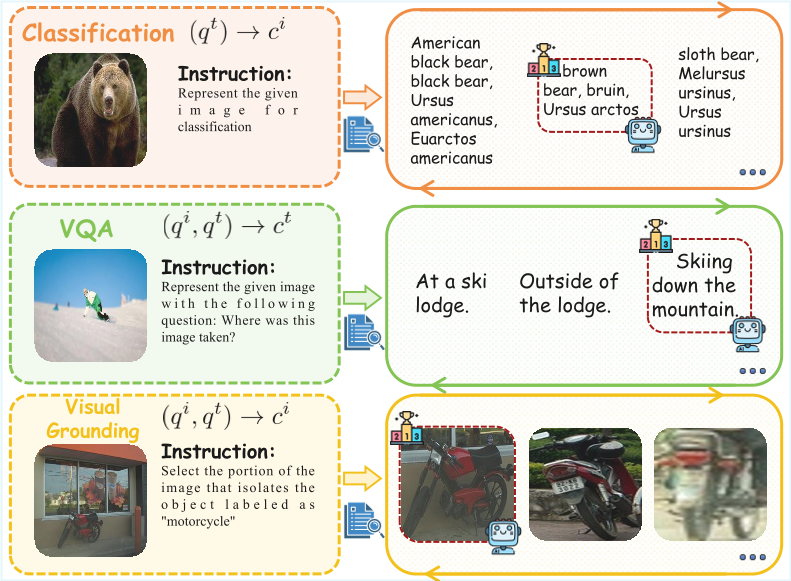 Classification (q^t) → c^i
Instruction:
Represent the given
image for
classification
American
black bear,
black bear,
Ursus
americanus,
Euarctos
americanus
2 1 3
brown
bear, bruin,
Ursus arctos
AI
sloth bear,
Melursus
ursinus,
Ursus
ursinus
VQA (q^i, q^t) → c^t
Instruction:
Represent the given image
with the following
question: Where was this
image taken?
At a ski
lodge.
Outside of
the lodge.
2 1 3
Skiing
down the
mountain.
AI
Visual
Grounding
(q^i, q^t) → c^i
Instruction:
Select the portion of the
image that isolates the
object labeled as
"motorcycle"
2 1 3
AI